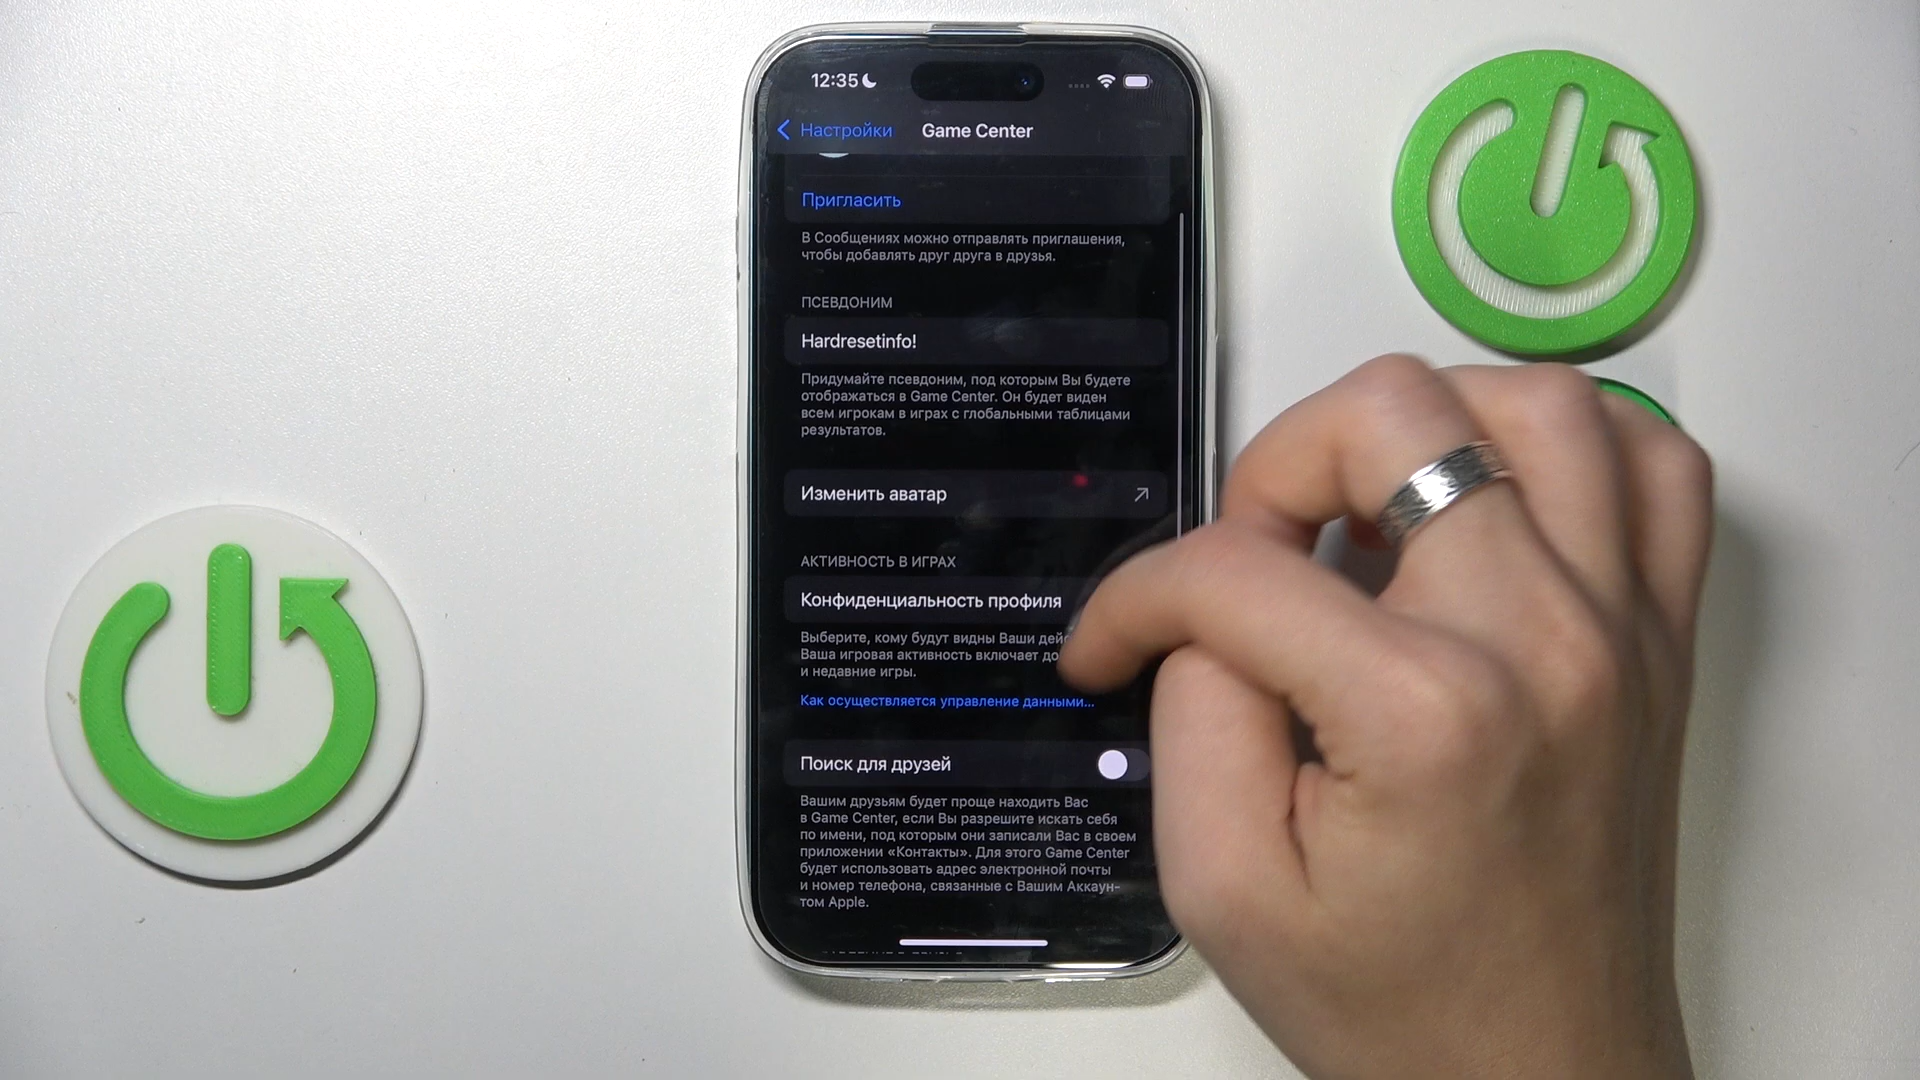 12:35
Настройки
Game Center
Пригласить
В Сообщениях можно отправлять приглашения,
чтобы добавлять друг друга в друзья.
ПСЕВДОНИМ
Hardresetinfo!
Придумайте псевдоним, под которым Вы будете
отображаться в Game Center. Он будет виден
всем игрокам в играх с глобальными таблицами
результатов.
Изменить аватар
АКТИВНОСТЬ В ИГРАХ
Конфиденциальность профиля
Выберите, кому будут видны Ваши
Ваша игровая активность включает
и недавние игры.
Как осуществляется управление данными...
Поиск для друзей
Вашим друзьям будет проще находить Вас
в Game Center, если Вы разрешите искать себя
по имени, под которым они записали Вас в своем
приложении «Контакты». Для этого Game Center
будет использовать адрес электронной почты
и номер телефона, связанные с Вашим Аккаун-
том Apple.